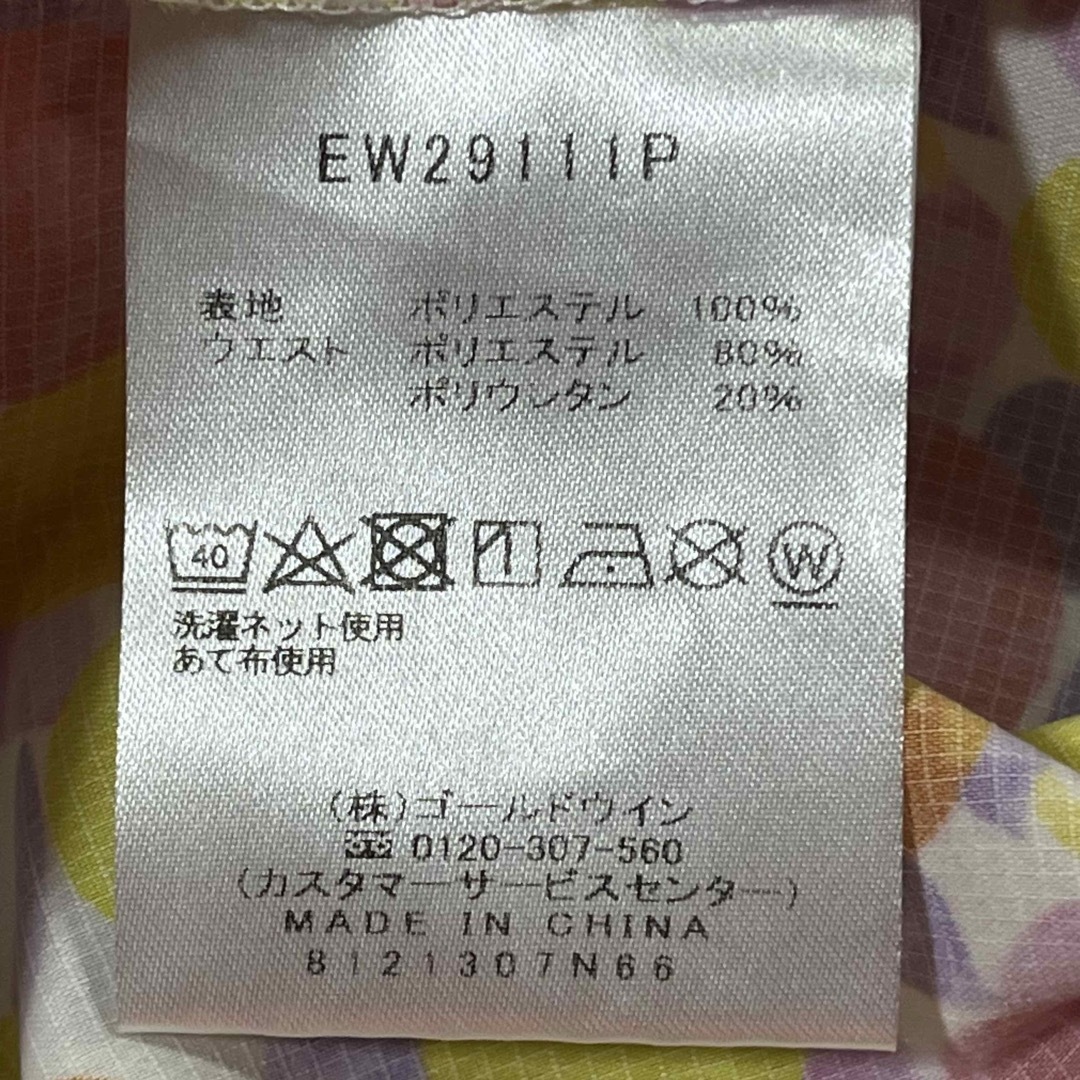 EW29111P
表地 ポリエステル 100%
ウエスト ポリエステル 80%
ポリウレタン 20%
40 W
洗濯ネット使用
あて布使用
(株)ゴールドウイン
0120-307-560
(カスタマーサービスセンター)
MADE IN CHINA
8121307N66